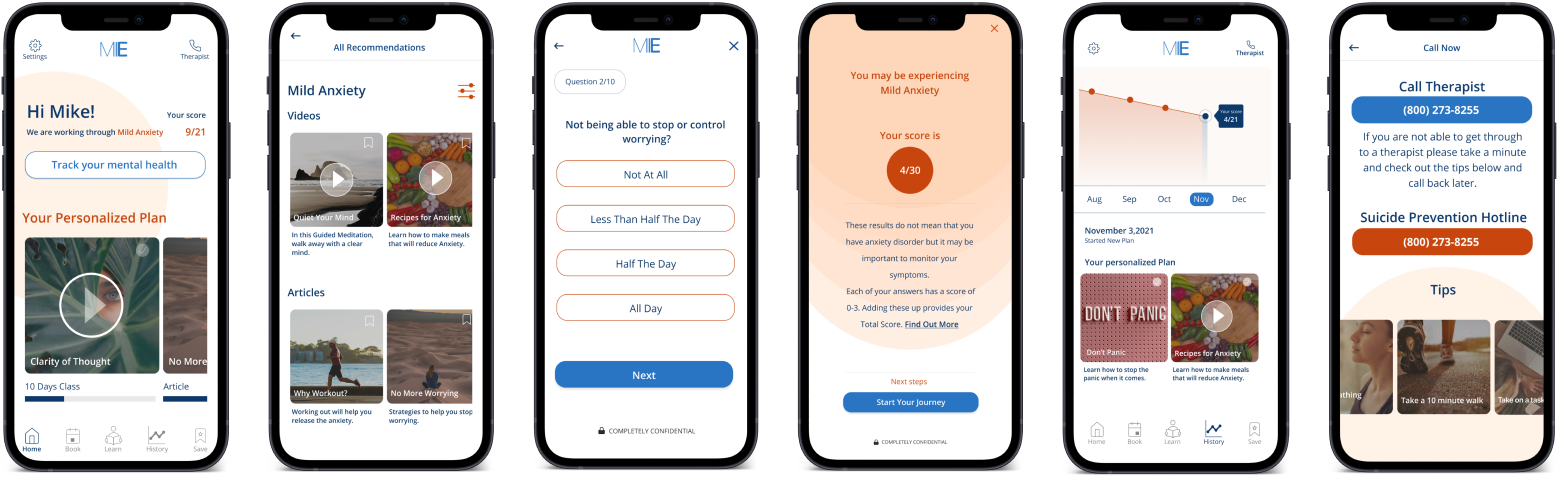 MIE
Settings
Therapist
Hi Mike!
Your score
We are working through Mild Anxiety
9/21
Track your mental health
Your Personalized Plan
Clarity of Thought
No More
10 Days Class
Article
Home
Book
Learn
History
Save
All Recommendations
Mild Anxiety
Videos
Quiet Your Mind
Recipes for Anxiety
In this Guided Meditation,
walk away with a clear
mind.
Learn how to make meals
that will reduce Anxiety.
Articles
Why Workout?
No More Worrying
Working out will help you
release the anxiety.
Strategies to help you stop
worrying.
MIE
Question 2/10
Not being able to stop or control
worrying?
Not At All
Less Than Half The Day
Half The Day
All Day
Next
COMPLETELY CONFIDENTIAL
You may be experiencing
Mild Anxiety
Your score is
4/30
These results do not mean that you
have anxiety disorder but it may be
important to monitor your
symptoms.
Each of your answers has a score of
0-3. Adding these up provides your
Total Score. Find Out More
Next steps
Start Your Journey
COMPLETELY CONFIDENTIAL
MIE
Therapist
Your score
4/21
Aug
Sep
Oct
Nov
Dec
November 3,2021
Started New Plan
Your personalized Plan
DON'T PANIC
Don't Panic
Recipes for Anxiety
Learn how to stop the
panic when it comes.
Learn how to make meals
that will reduce Anxiety.
Home
Book
Learn
History
Save
Call Now
Call Therapist
(800) 273-8255
If you are not able to get through
to a therapist please take a minute
and check out the tips below and
call back later.
Suicide Prevention Hotline
(800) 273-8255
Tips
athing
Take a 10 minute walk
Take on a task